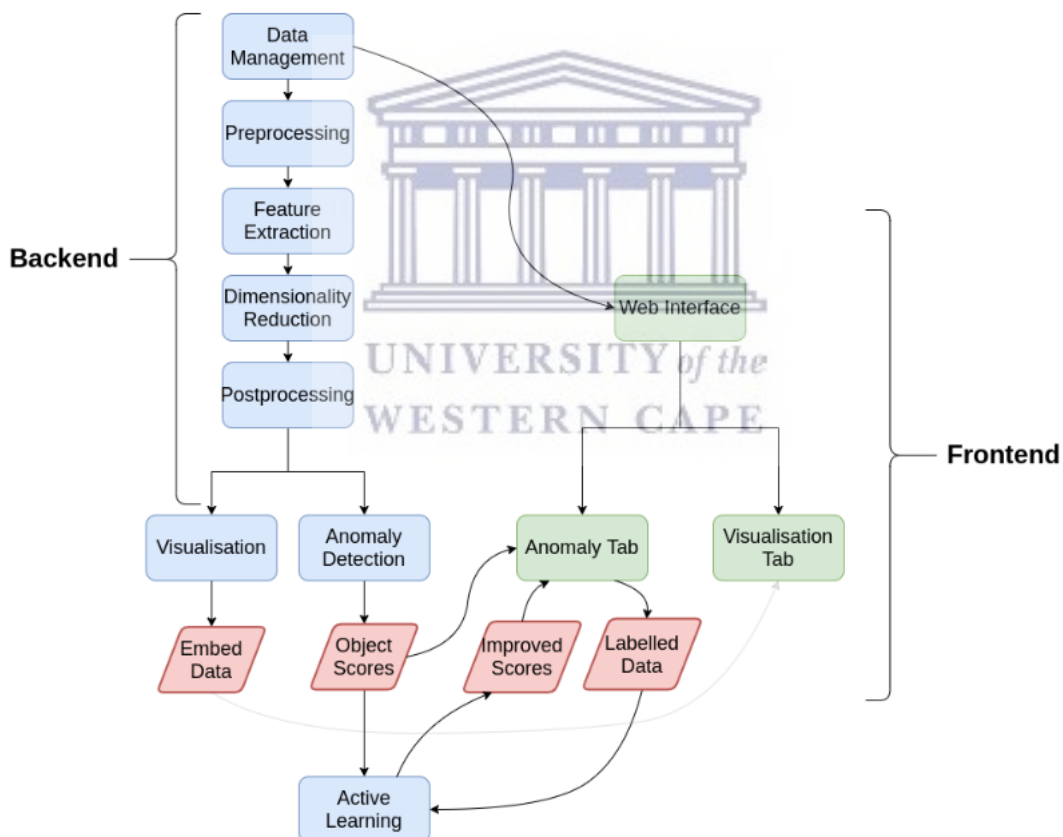 Data
Management
Preprocessing
Feature
Extraction
Backend
Dimensionality
Reduction
Web Interface
UNIVERSITY of the
Postprocessing
WESTERN CAPE
Frontend
Visualisation
Anomaly
Detection
Anomaly Tab
Visualisation
Tab
Embed
Data
Object
Scores
Improved
Scores
Labelled
Data
Active
Learning